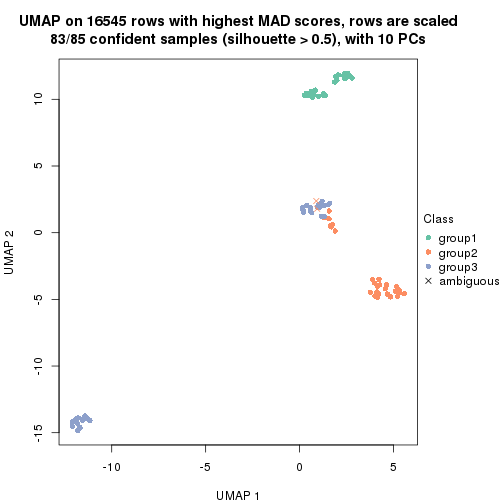 UMAP on 16545 rows with highest MAD scores, rows are scaled
83/85 confident samples (silhouette > 0.5), with 10 PCs
10
5
0
-5
-10
-15
UMAP 2
-10
-5
0
5
UMAP 1
Class
group1
group2
group3
ambiguous